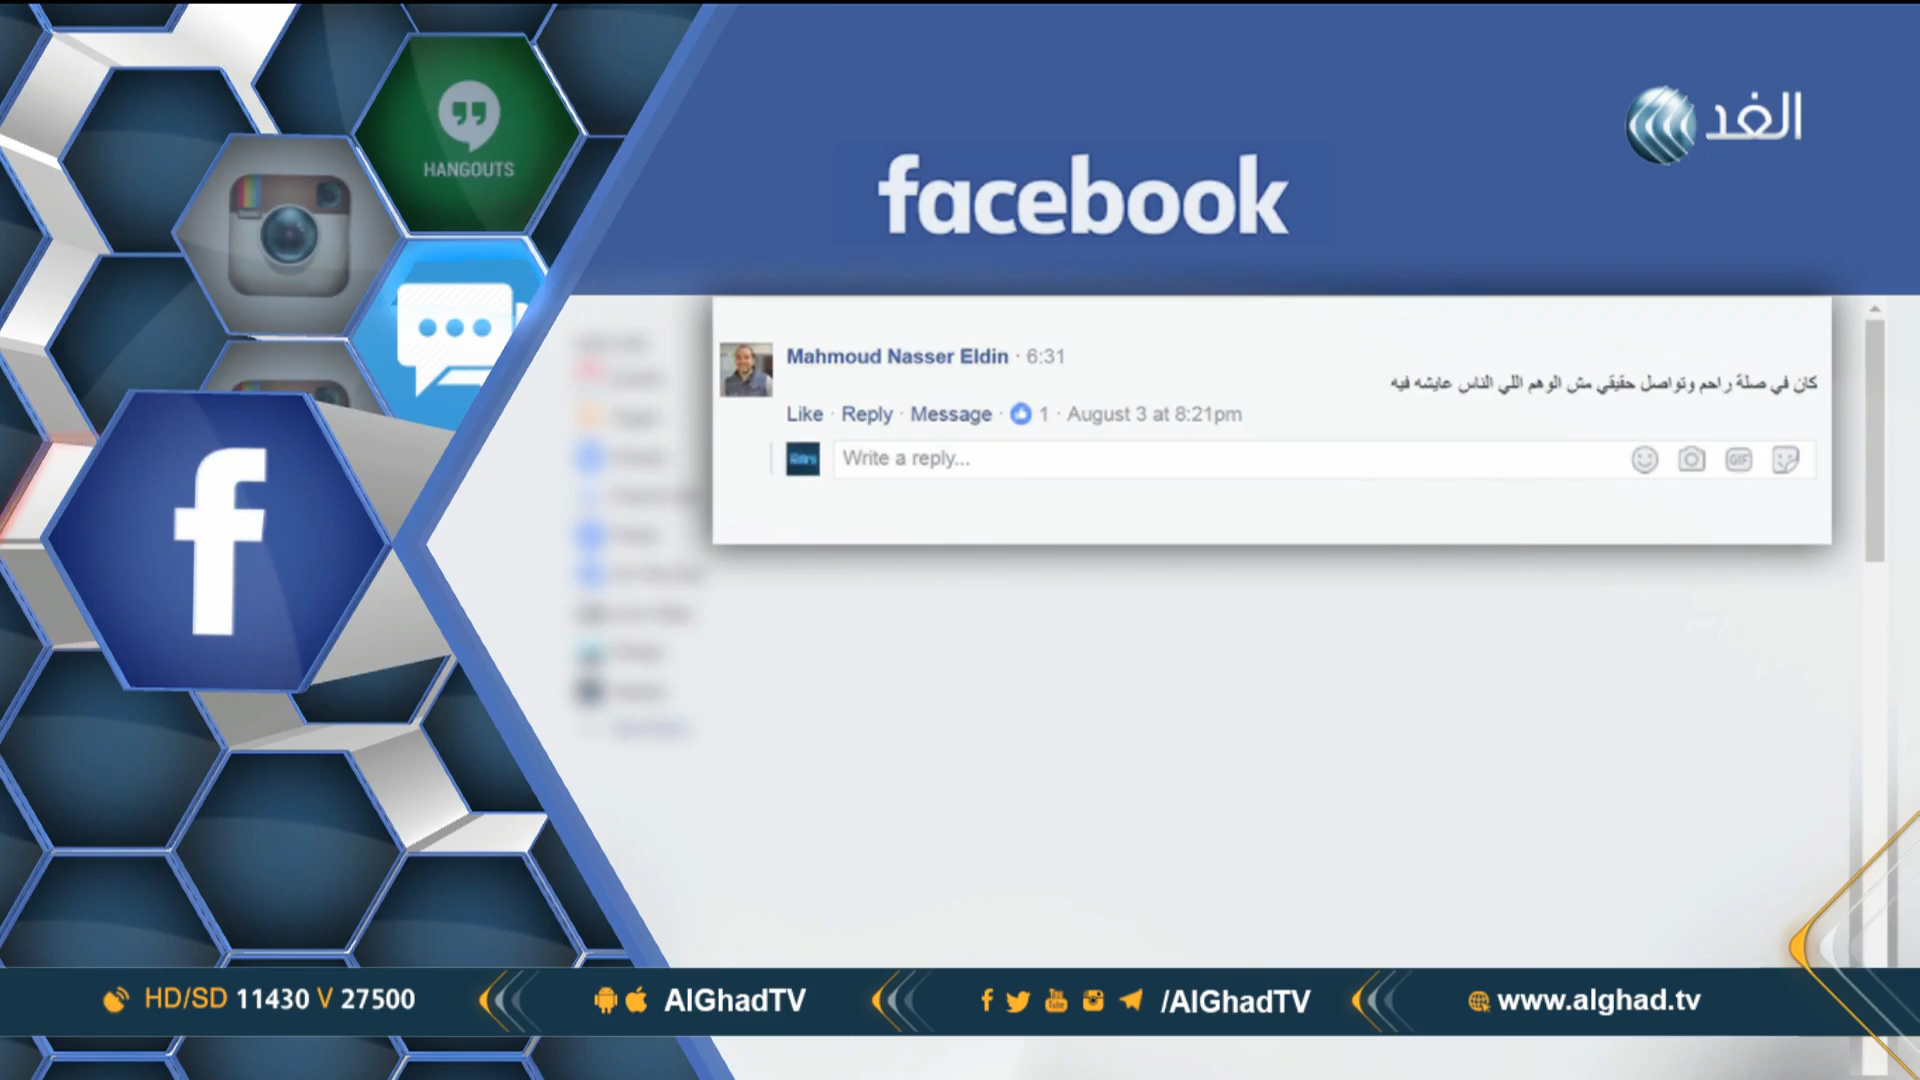 HANGOUTS
الغد
facebook
Mahmoud Nasser Eldin · 6:31
كان في صلة راحم وتواصل حقيقي مش الوهم اللي الناس عايشه فيه
Like · Reply · Message · 1 · August 3 at 8:21pm
Write a reply...
GIF
f
HD/SD 11430 V 27500
AlGhadTV
/AlGhadTV
www.alghad.tv